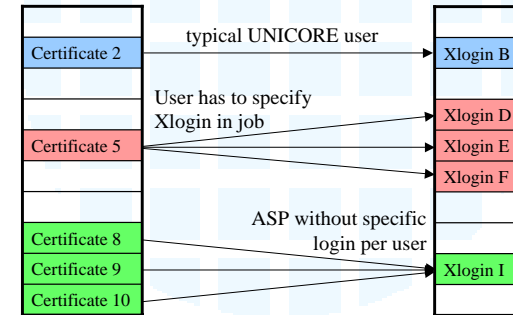 typical UNICORE user
Certificate 2
Xlogin B
User has to specify
Xlogin in job
Xlogin D
Certificate 5
Xlogin E
Xlogin F
ASP without specific
login per user
Certificate 8
Certificate 9
Xlogin I
Certificate 10